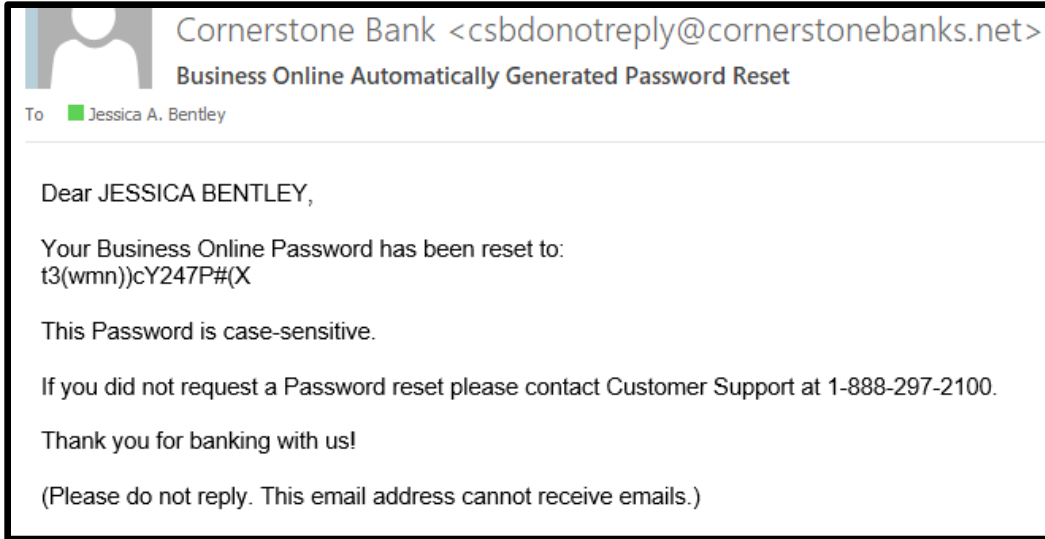 Cornerstone Bank <csbdonotreply@cornerstonebanks.net>
Business Online Automatically Generated Password Reset
To Jessica A. Bentley
Dear JESSICA BENTLEY,
Your Business Online Password has been reset to:
t3(wmn))cY247P#(X
This Password is case-sensitive.
If you did not request a Password reset please contact Customer Support at 1-888-297-2100.
Thank you for banking with us!
(Please do not reply. This email address cannot receive emails.)